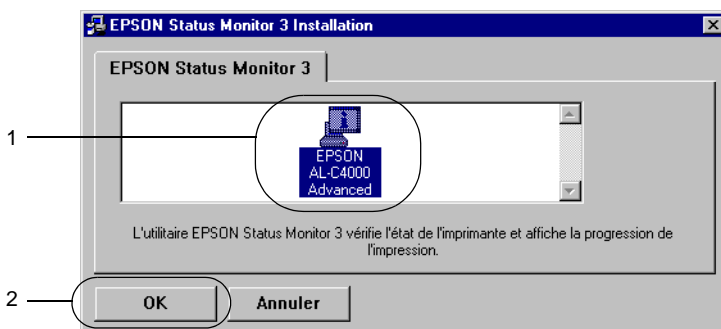 EPSON Status Monitor 3 Installation
EPSON Status Monitor 3
1
EPSON
AL-C4000
Advanced
L'utilitaire EPSON Status Monitor 3 vérifie l'état de l'imprimante et affiche la progression de
l'impression.
2
OK
Annuler